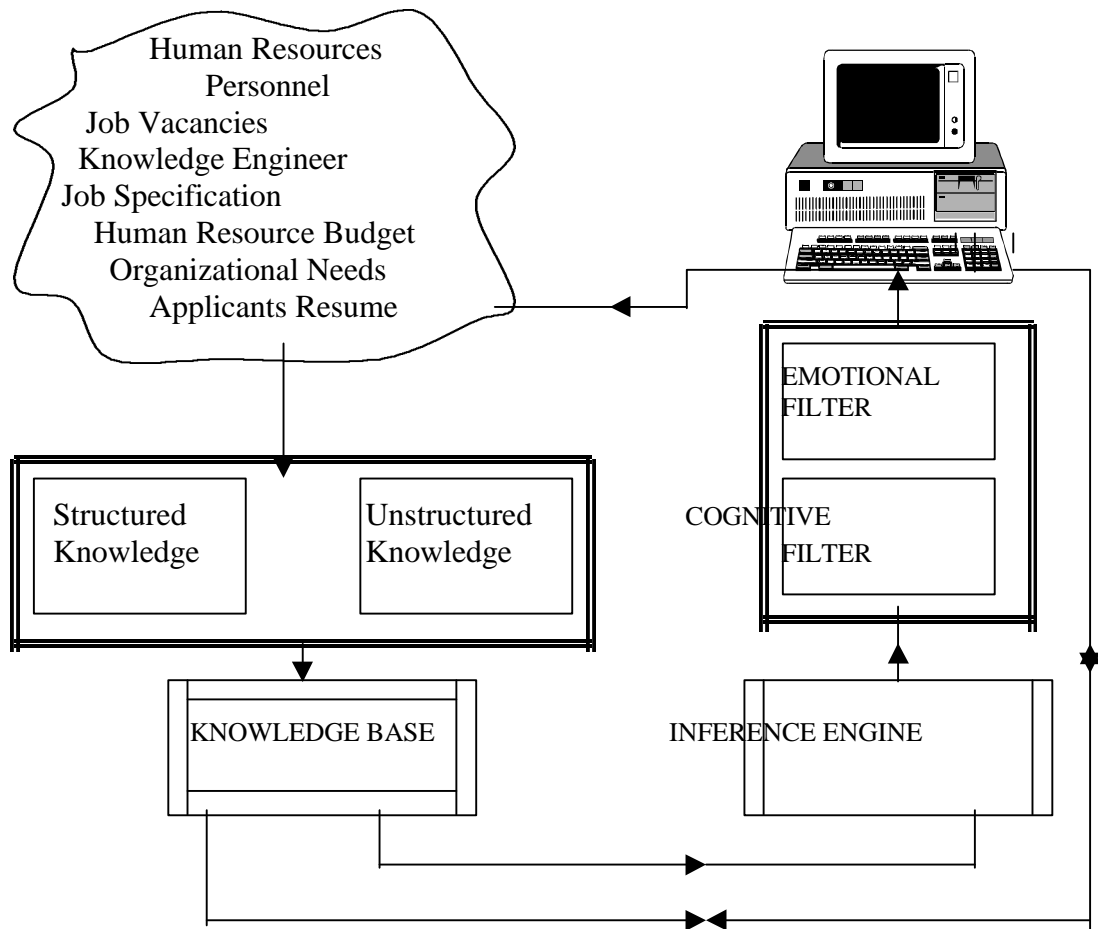 Human Resources
Personnel
Job Vacancies
Knowledge Engineer
Job Specification
Human Resource Budget
Organizational Needs
Applicants Resume
EMOTIONAL
FILTER
Structured
Knowledge
Unstructured
Knowledge
COGNITIVE
FILTER
KNOWLEDGE BASE
INFERENCE ENGINE